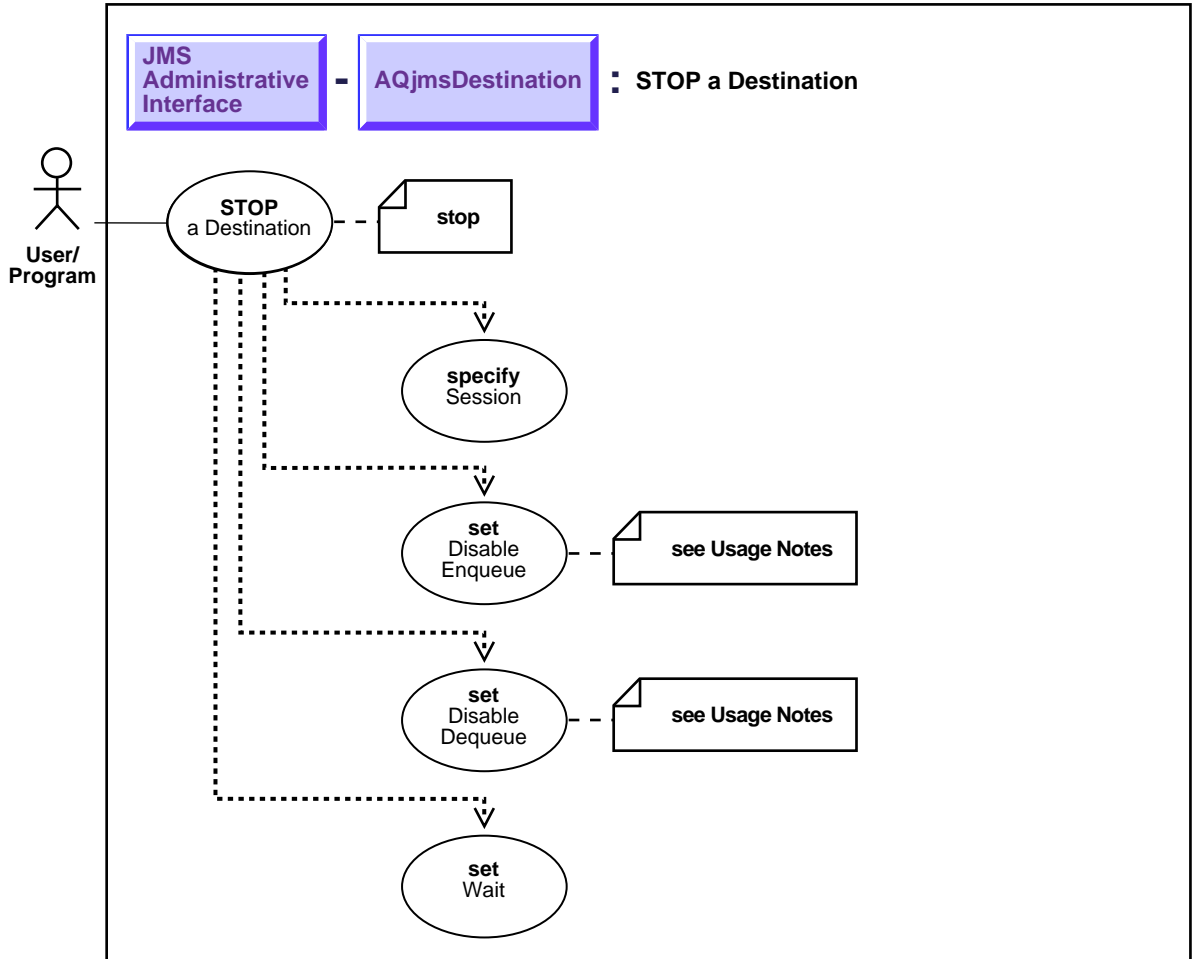 JMS
Administrative
Interface
-
AQjmsDestination
: STOP a Destination
User/
Program
STOP
a Destination
stop
specify
Session
set
Disable
Enqueue
see Usage Notes
set
Disable
Dequeue
see Usage Notes
set
Wait